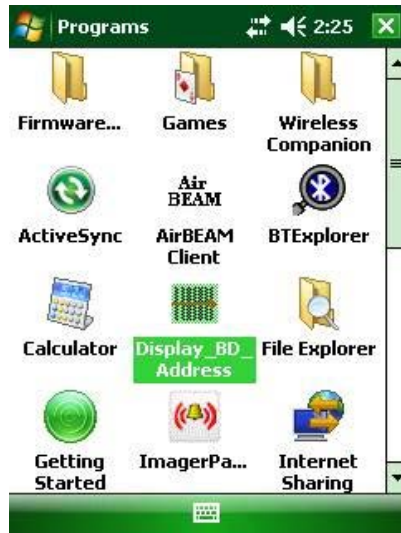 Programs 2:25
Firmware... Games Wireless
Companion
Air
BEAM
ActiveSync AirBEAM BTExplorer
Client
Calculator Display_BD_ File Explorer
Address
Getting ImagerPa... Internet
Started Sharing